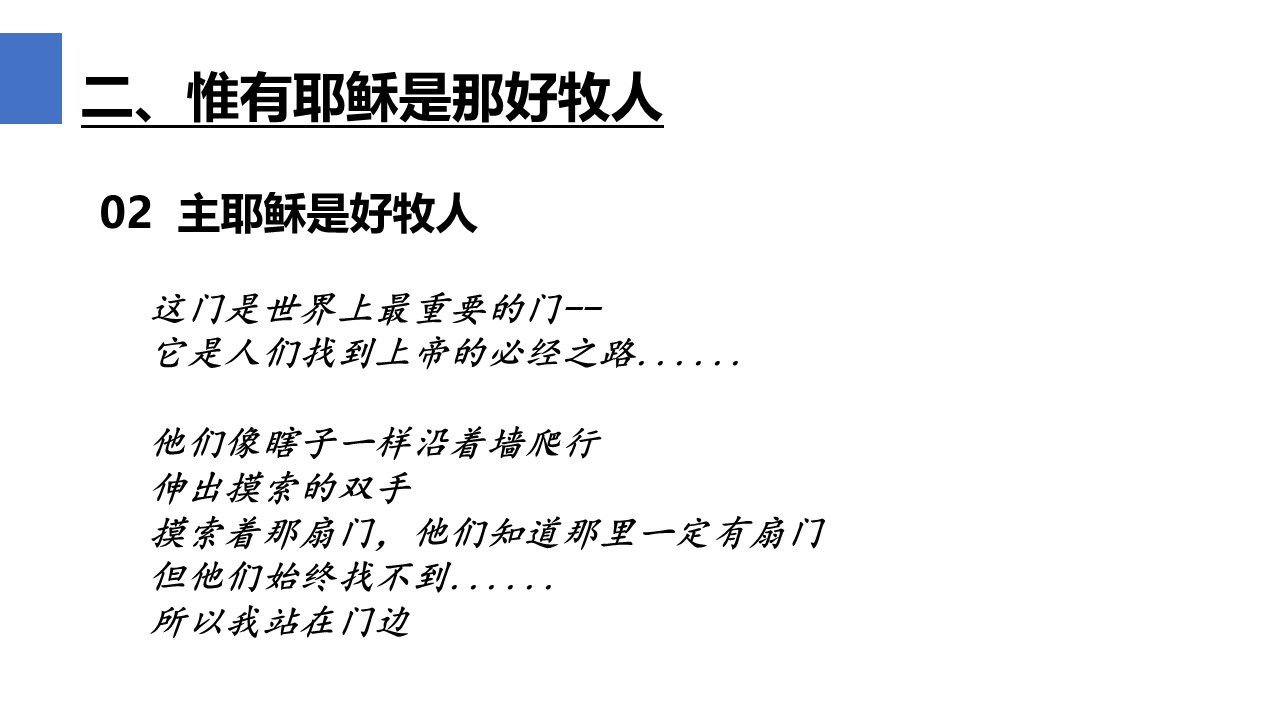 二、惟有耶稣是那好牧人
02 主耶稣是好牧人
这门是世界上最重要的门--
它是人们找到上帝的必经之路......
他们像瞎子一样沿着墙爬行
伸出摸索的双手
摸索着那扇门，他们知道那里一定有扇门
但他们始终找不到......
所以我站在门边